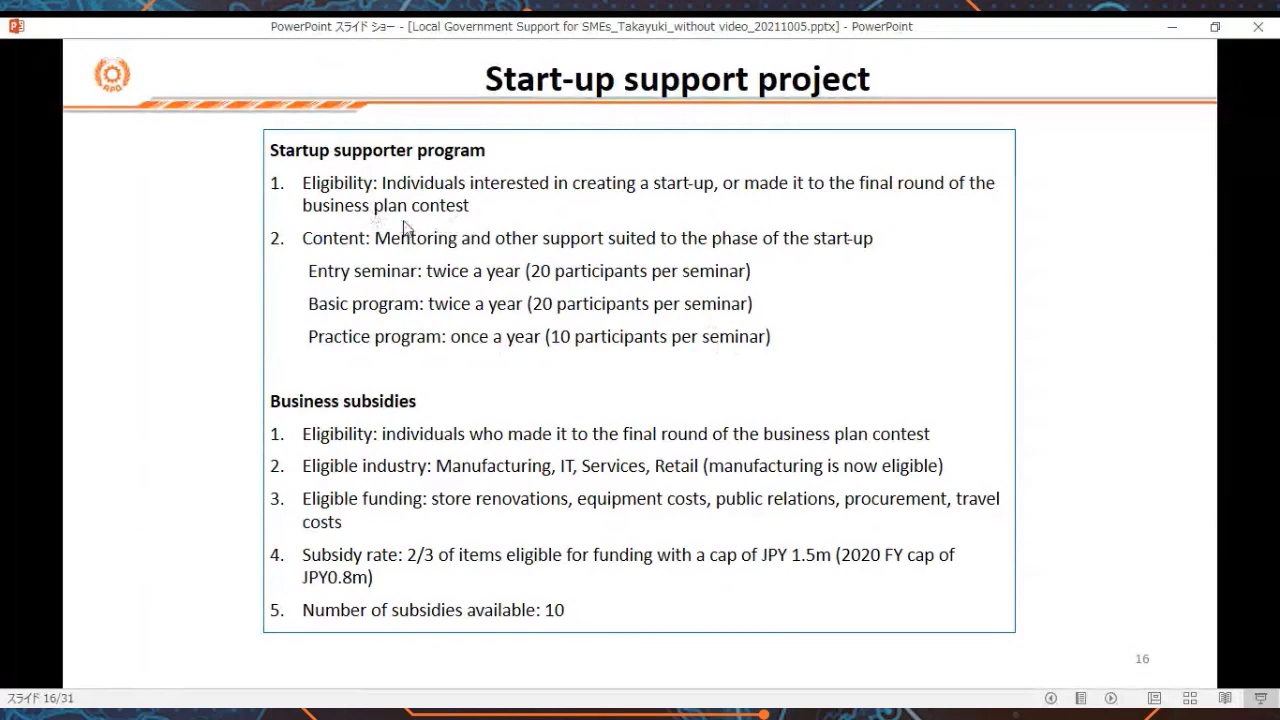 PowerPoint スライド ショー - [Local Government Support for SMEs_Takayuki_without video_20211005.pptx] - PowerPoint
RPG
Start-up support project
Startup supporter program
1. Eligibility: Individuals interested in creating a start-up, or made it to the final round of the
business plan contest
2. Content: Mentoring and other support suited to the phase of the start-up
Entry seminar: twice a year (20 participants per seminar)
Basic program: twice a year (20 participants per seminar)
Practice program: once a year (10 participants per seminar)
Business subsidies
1. Eligibility: individuals who made it to the final round of the business plan contest
2. Eligible industry: Manufacturing, IT, Services, Retail (manufacturing is now eligible)
3. Eligible funding: store renovations, equipment costs, public relations, procurement, travel
costs
4. Subsidy rate: 2/3 of items eligible for funding with a cap of JPY 1.5m (2020 FY cap of
JPY0.8m)
5. Number of subsidies available: 10
16
スライド 16/31